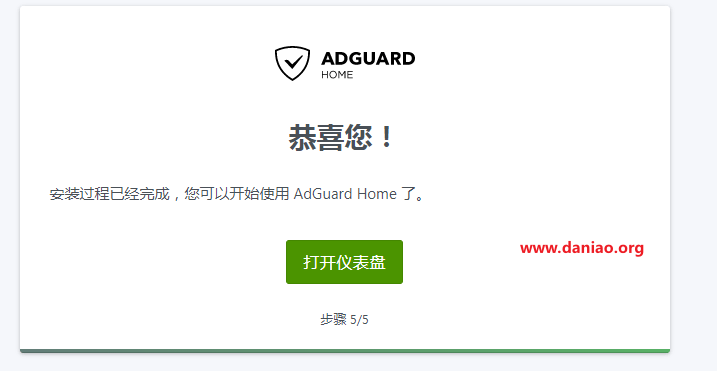 ADGUARD
HOME
恭喜您！
安装过程已经完成，您可以开始使用 AdGuard Home 了。
www.daniao.org
打开仪表盘
步骤 5/5